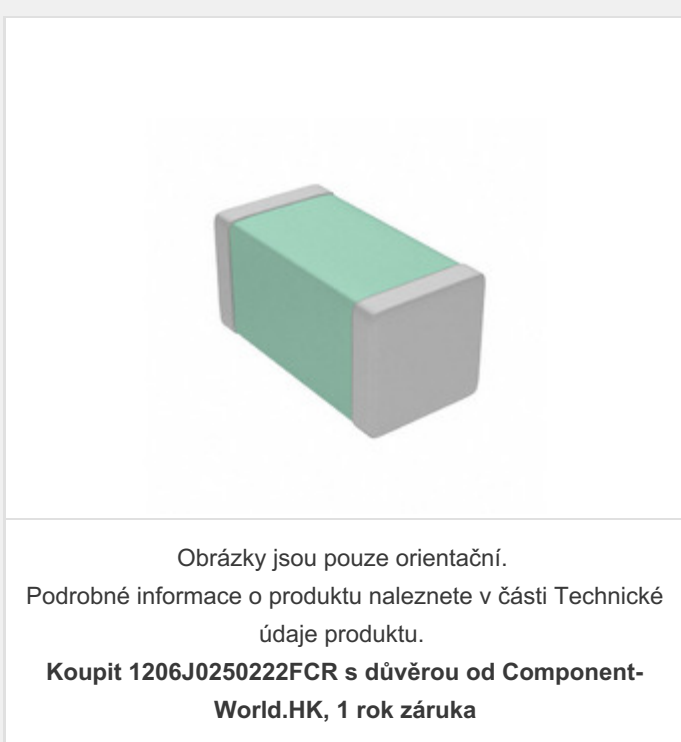 Obrázky jsou pouze orientační.
Podrobné informace o produktu naleznete v části Technické
údaje produktu.
Koupit 1206J0250222FCR s důvěrou od Component-
World.HK, 1 rok záruka